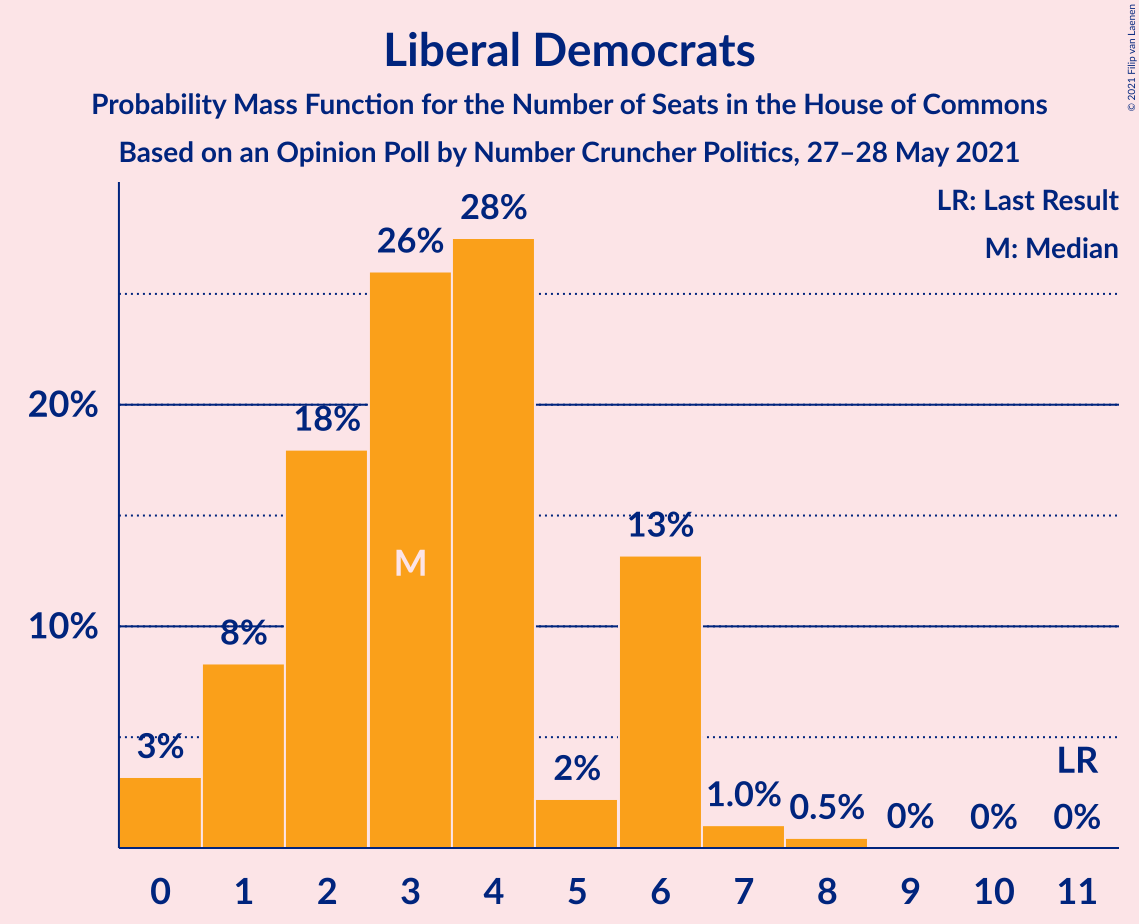 © 2021 Filip van Laenen
Liberal Democrats
Probability Mass Function for the Number of Seats in the House of Commons
Based on an Opinion Poll by Number Cruncher Politics, 27–28 May 2021
LR: Last Result
M: Median
28%
26%
20%
18%
13%
M
10%
8%
3%
2%
1.0%
0.5%
0%
0%
LR
0%
0 1 2 3 4 5 6 7 8 9 10 11